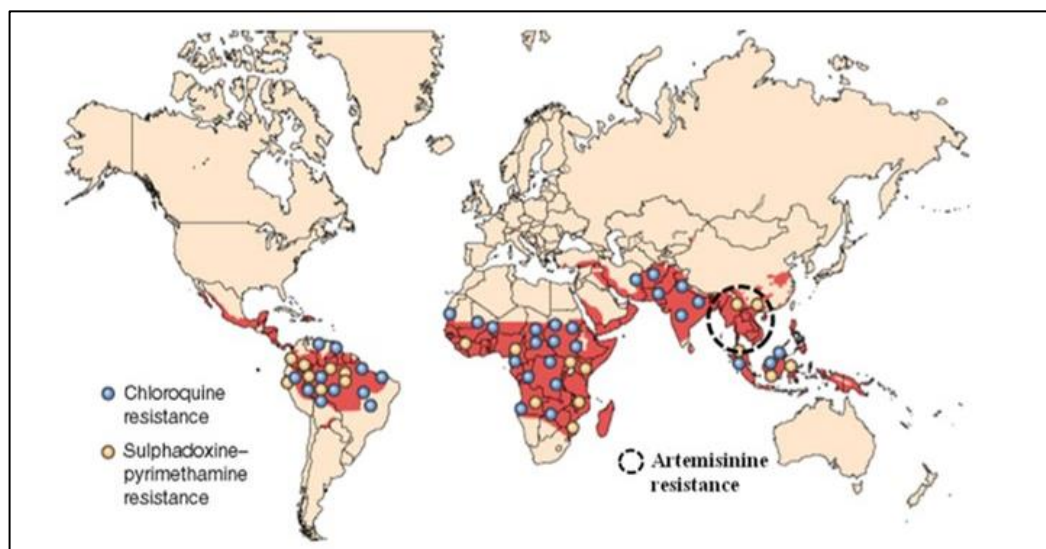 Chloroquine
resistance
Sulphadoxine–
pyrimethamine
resistance
Artemisinine
resistance